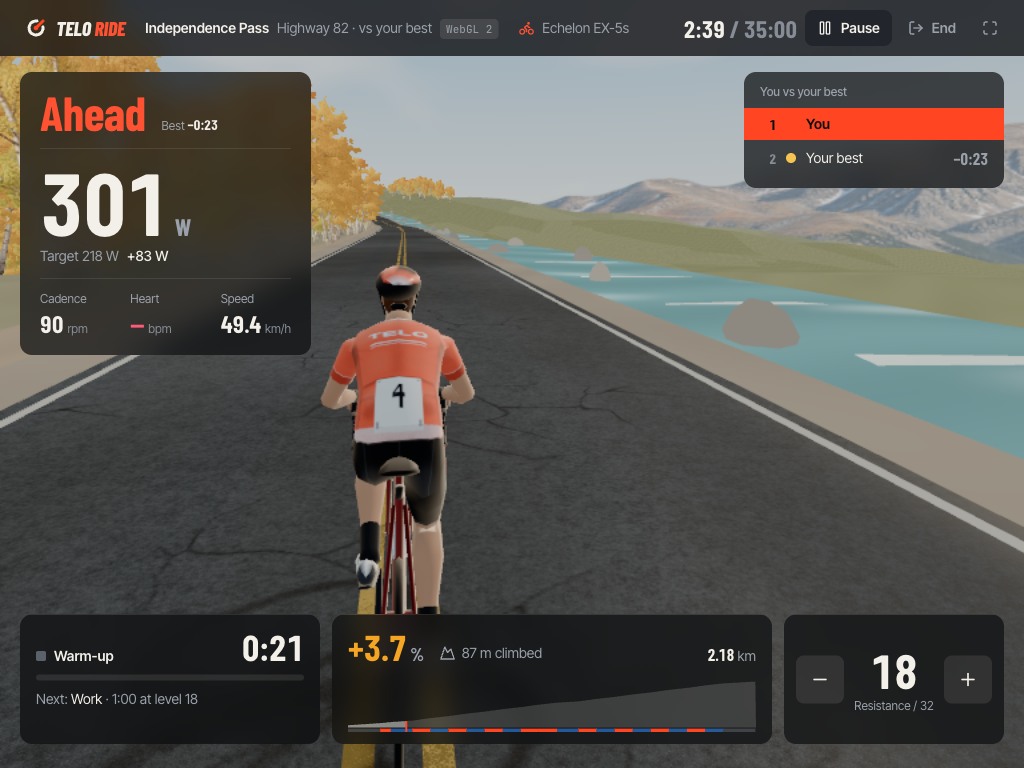 TELO RIDE Independence Pass Highway 82 · vs your best WebGL 2 Echelon EX-5s 2:39 / 35:00 Pause End
Ahead Best −0:23
301 W
Target 218 W +83 W
Cadence Heart Speed
90 rpm — bpm 49.4 km/h
You vs your best
1 You
2 Your best −0:23
TELO
4
Warm-up 0:21
Next: Work · 1:00 at level 18
+3.7 % 87 m climbed 2.18 km
− 18 +
Resistance / 32